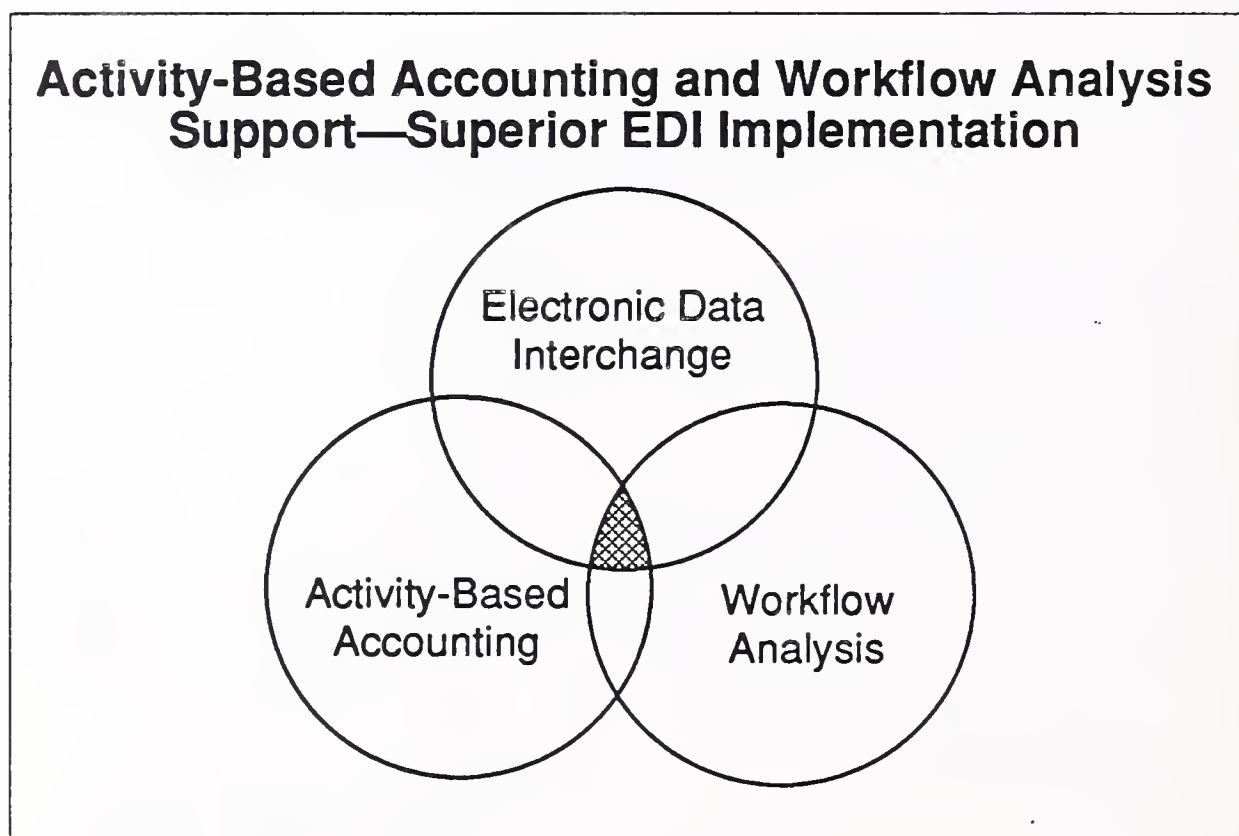 Activity-Based Accounting and Workflow Analysis
Support—Superior EDI Implementation
Electronic Data
Interchange
Activity-Based
Accounting
Workflow
Analysis